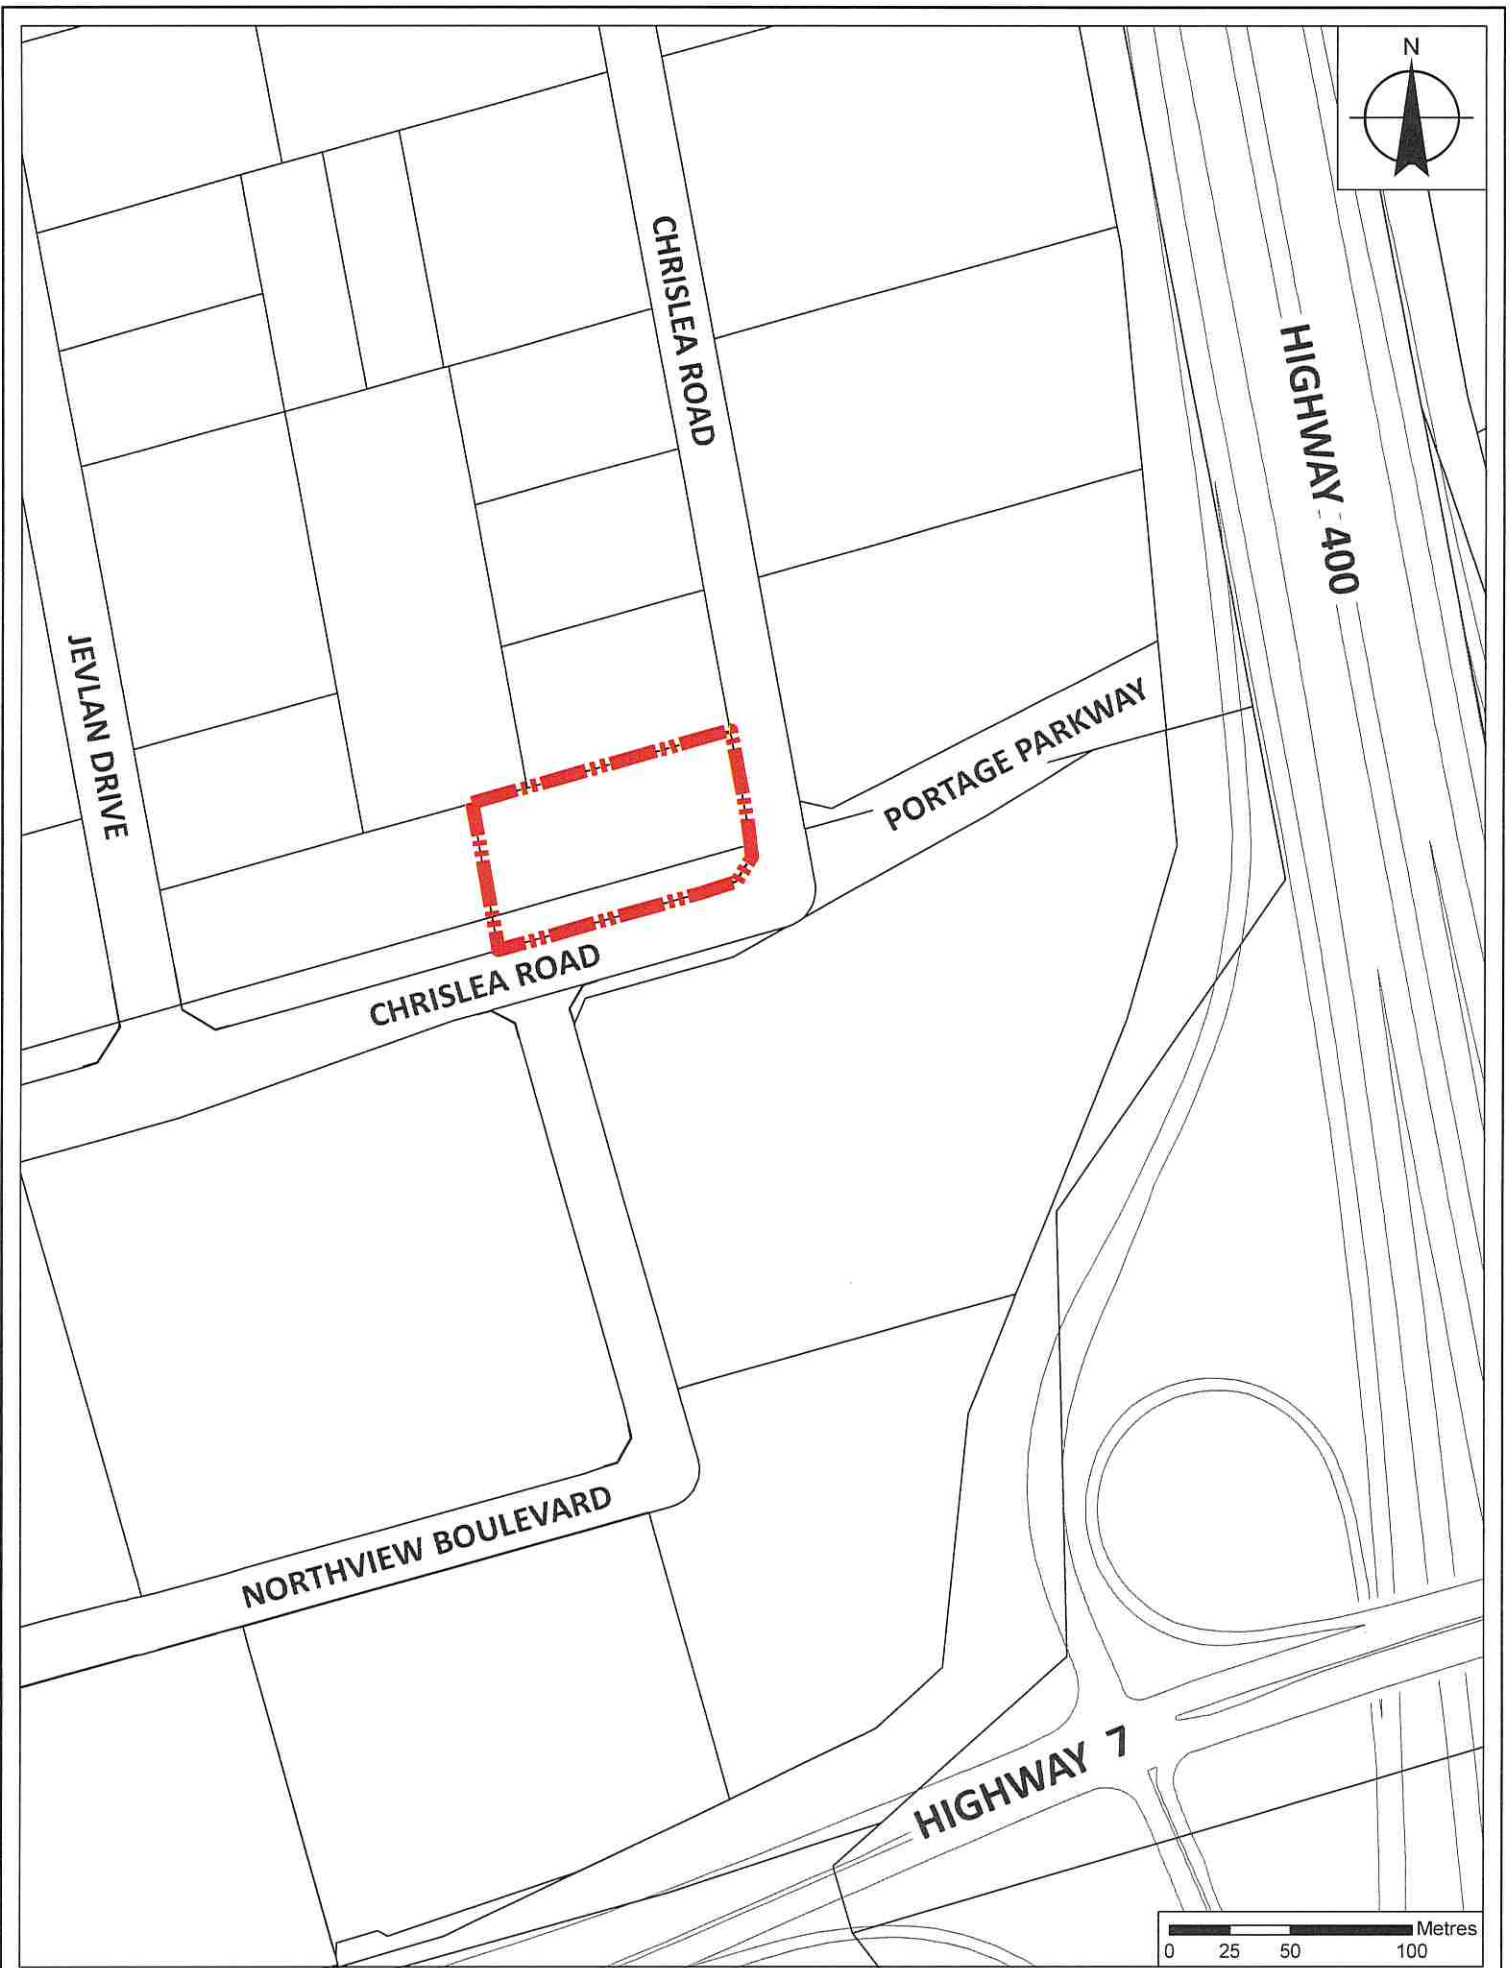 N
CHRISLEA ROAD
HIGHWAY 400
JEVLAN DRIVE
PORTAGE PARKWAY
CHRISLEA ROAD
NORTHVIEW BOULEVARD
HIGHWAY 7
Metres
0 25 50 100